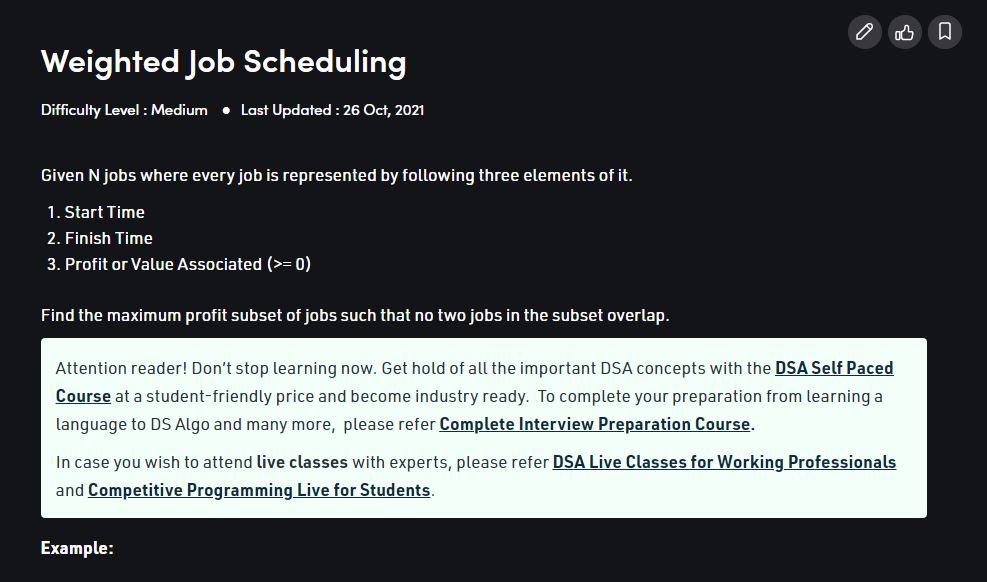 Weighted Job Scheduling
Difficulty Level : Medium ● Last Updated : 26 Oct, 2021
Given N jobs where every job is represented by following three elements of it.
1. Start Time
2. Finish Time
3. Profit or Value Associated (>= 0)
Find the maximum profit subset of jobs such that no two jobs in the subset overlap.
Attention reader! Don’t stop learning now. Get hold of all the important DSA concepts with the DSA Self Paced
Course at a student-friendly price and become industry ready.  To complete your preparation from learning a
language to DS Algo and many more,  please refer Complete Interview Preparation Course.
In case you wish to attend live classes with experts, please refer DSA Live Classes for Working Professionals
and Competitive Programming Live for Students.
Example: